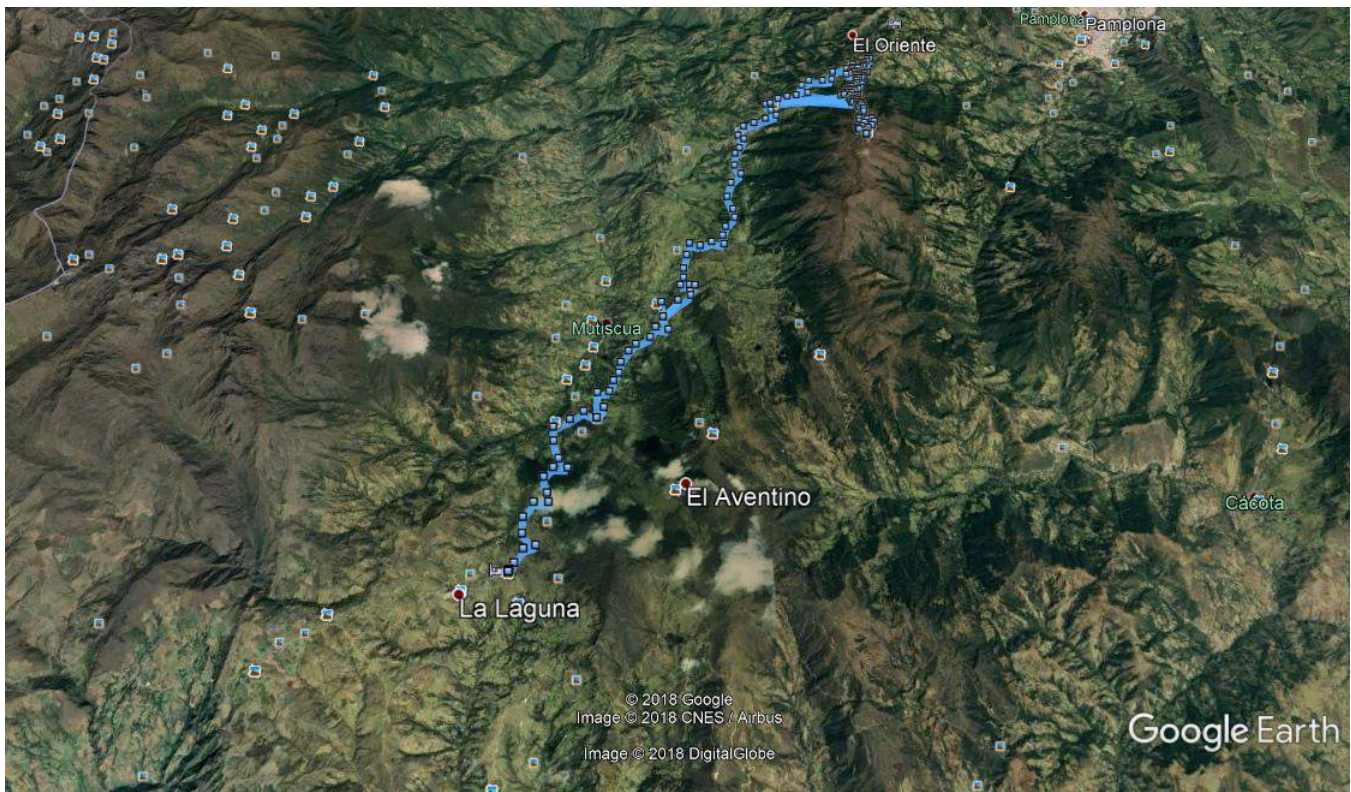 Pamplona
Pamplona
El Oriente
Mutiscua
El Aventino
Cácota
La Laguna
© 2018 Google
Image © 2018 CNES / Airbus
Image © 2018 DigitalGlobe
Google Earth